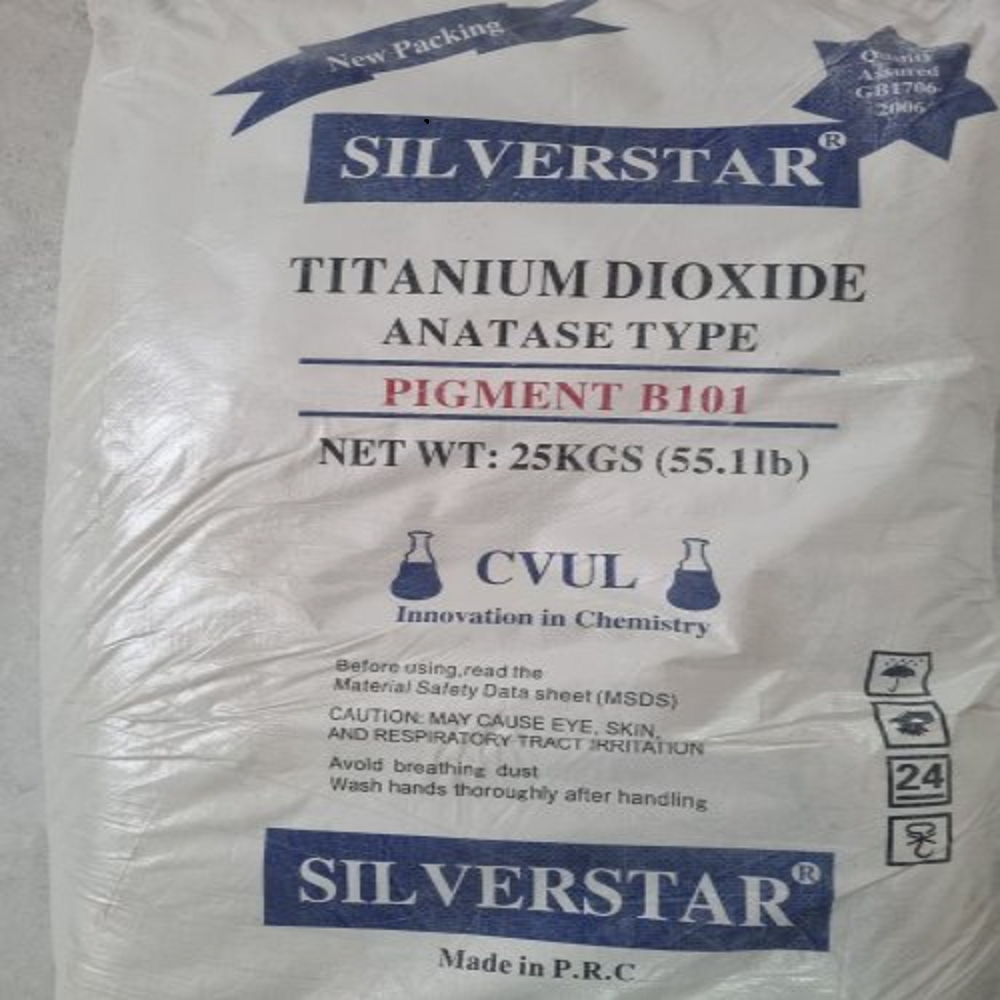 New Packing
Quality
Assured
GB1706-
2006
SILVERSTAR®
TITANIUM DIOXIDE
ANATASE TYPE
PIGMENT B101
NET WT: 25KGS (55.1lb)
CVUL
Innovation in Chemistry
Before using,read the
Material Safety Data sheet (MSDS)
CAUTION: MAY CAUSE EYE, SKIN,
AND RESPIRATORY TRACT IRRITATION
Avoid breathing dust
Wash hands thoroughly after handling
24
SILVERSTAR®
Made in P.R.C